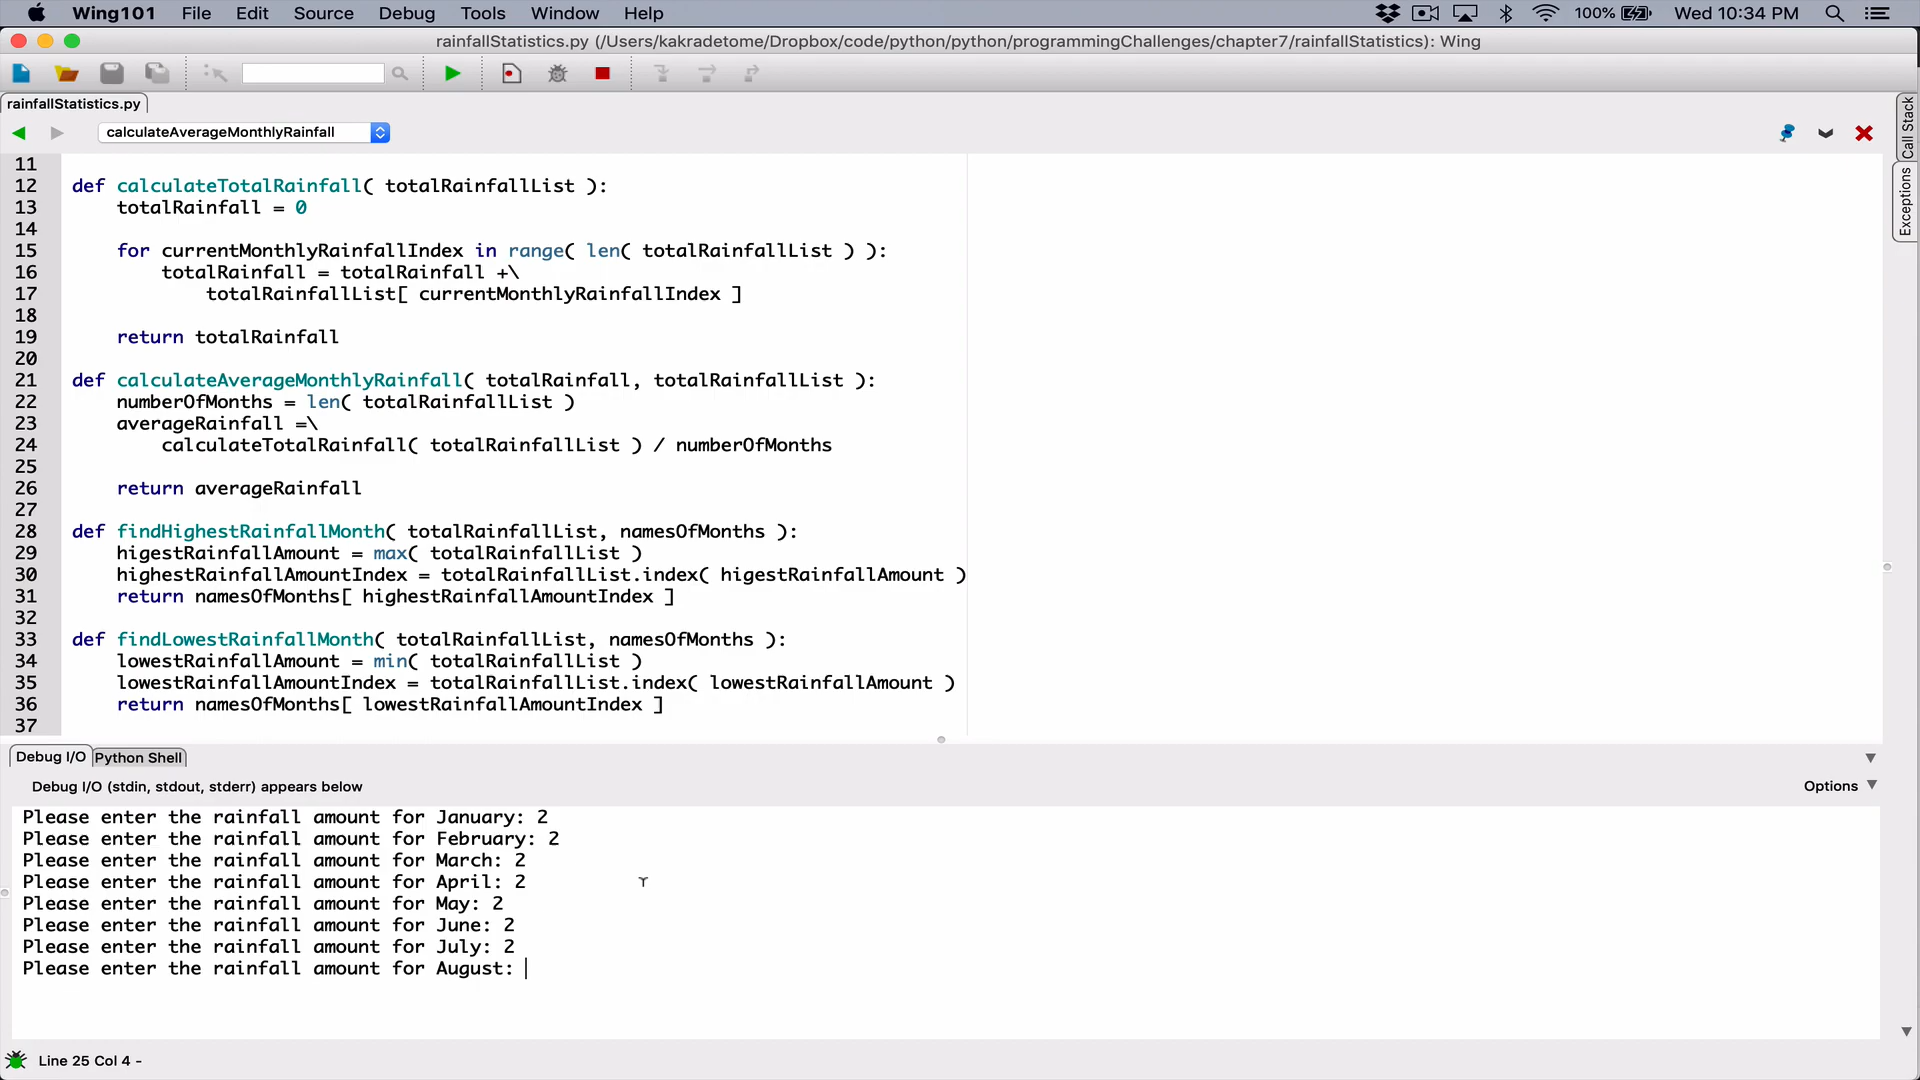 Wing101 File Edit Source Debug Tools Window Help 100% Wed 10:34 PM
rainfallStatistics.py (/Users/kakradetome/Dropbox/code/python/python/programmingChallenges/chapter7/rainfallStatistics): Wing
rainfallStatistics.py
calculateAverageMonthlyRainfall
Call Stack
Exceptions
11
12 def calculateTotalRainfall( totalRainfallList ):
13 totalRainfall = 0
14
15 for currentMonthlyRainfallIndex in range( len( totalRainfallList ) ):
16 totalRainfall = totalRainfall +\
17 totalRainfallList[ currentMonthlyRainfallIndex ]
18
19 return totalRainfall
20
21 def calculateAverageMonthlyRainfall( totalRainfall, totalRainfallList ):
22 numberOfMonths = len( totalRainfallList )
23 averageRainfall =\
24 calculateTotalRainfall( totalRainfallList ) / numberOfMonths
25
26 return averageRainfall
27
28 def findHighestRainfallMonth( totalRainfallList, namesOfMonths ):
29 higestRainfallAmount = max( totalRainfallList )
30 highestRainfallAmountIndex = totalRainfallList.index( higestRainfallAmount )
31 return namesOfMonths[ highestRainfallAmountIndex ]
32
33 def findLowestRainfallMonth( totalRainfallList, namesOfMonths ):
34 lowestRainfallAmount = min( totalRainfallList )
35 lowestRainfallAmountIndex = totalRainfallList.index( lowestRainfallAmount )
36 return namesOfMonths[ lowestRainfallAmountIndex ]
37
Debug I/O Python Shell
Debug I/O (stdin, stdout, stderr) appears below Options
Please enter the rainfall amount for January: 2
Please enter the rainfall amount for February: 2
Please enter the rainfall amount for March: 2
Please enter the rainfall amount for April: 2
Please enter the rainfall amount for May: 2
Please enter the rainfall amount for June: 2
Please enter the rainfall amount for July: 2
Please enter the rainfall amount for August:
Line 25 Col 4 -